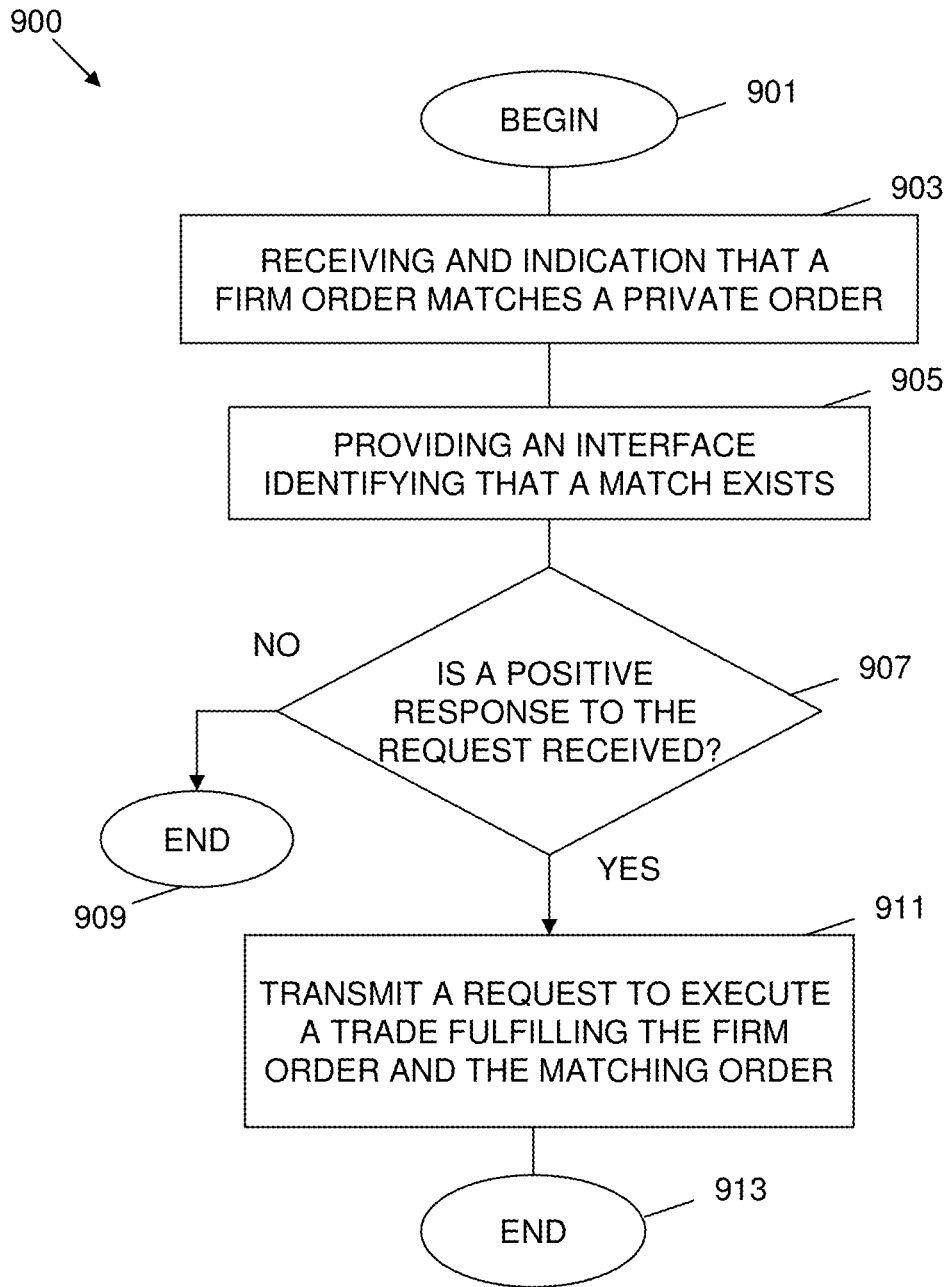 900
BEGIN
901
903
RECEIVING AND INDICATION THAT A
FIRM ORDER MATCHES A PRIVATE ORDER
905
PROVIDING AN INTERFACE
IDENTIFYING THAT A MATCH EXISTS
NO
IS A POSITIVE
RESPONSE TO THE
REQUEST RECEIVED?
907
END
909
YES
911
TRANSMIT A REQUEST TO EXECUTE
A TRADE FULFILLING THE FIRM
ORDER AND THE MATCHING ORDER
END
913